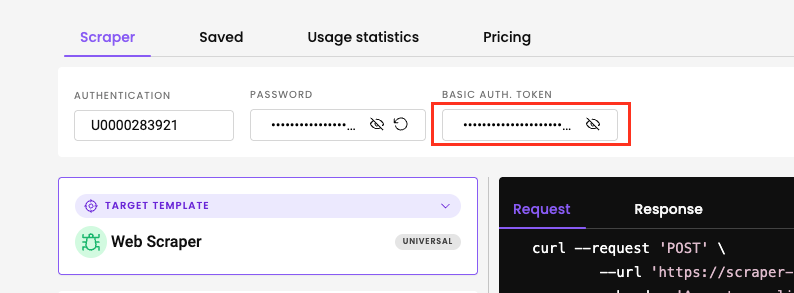 Scraper Saved Usage statistics Pricing
AUTHENTICATION PASSWORD BASIC AUTH. TOKEN
U0000283921 ••••••••••••••••... ••••••••••••••••••••••...
TARGET TEMPLATE
Web Scraper UNIVERSAL
Request Response
curl --request 'POST' \
--url 'https://scraper-